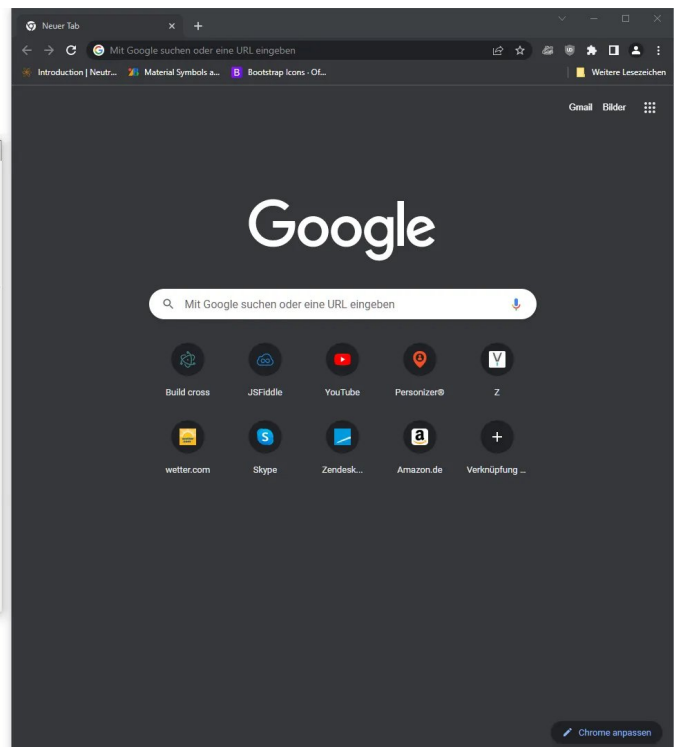 Neuer Tab
Mit Google suchen oder eine URL eingeben
Introduction | Neutr... Material Symbols a... B Bootstrap Icons · Of... Weitere Lesezeichen
Gmail Bilder
Google
Mit Google suchen oder eine URL eingeben
Build cross JSFiddle YouTube Personizer® Z
wetter.com Skype Zendesk... Amazon.de Verknüpfung ...
Chrome anpassen